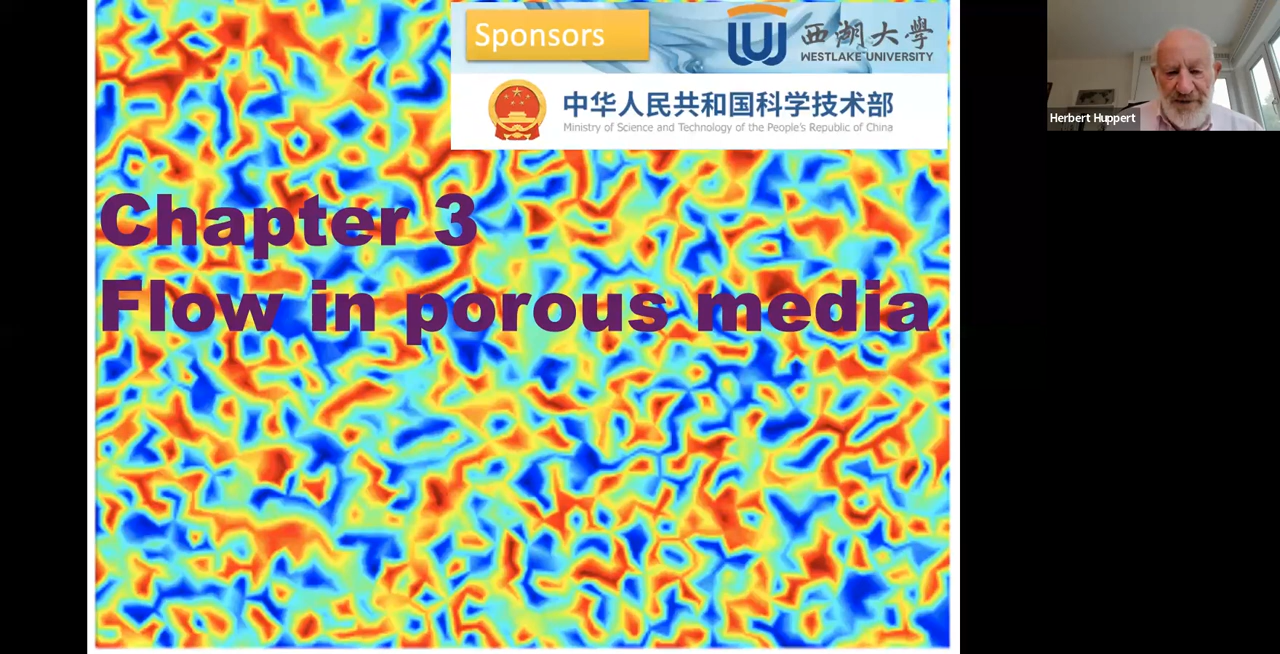 Sponsors
西湖大學
WESTLAKE UNIVERSITY
中华人民共和国科学技术部
Ministry of Science and Technology of the People's Republic of China
Herbert Huppert
Chapter 3
Flow in porous media